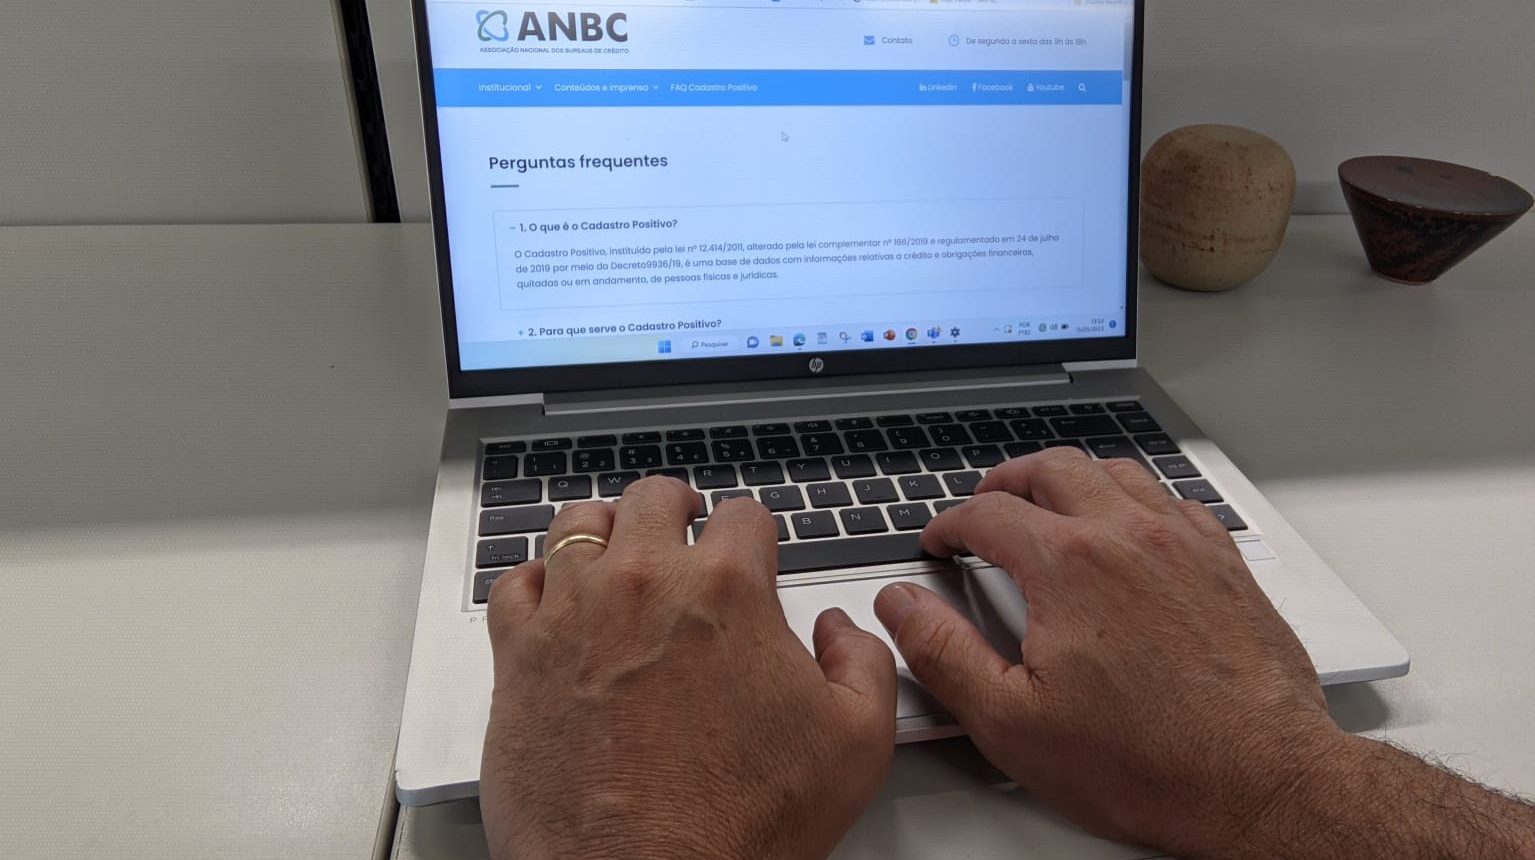 ANBC
ASSOCIAÇÃO NACIONAL DOS BUREAUS DE CRÉDITO
Contato
De segunda a sexta das 9h às 18h
Institucional
Conteúdos e imprensa
FAQ Cadastro Positivo
Linkedin
Facebook
Youtube
Perguntas frequentes
- 1. O que é o Cadastro Positivo?
O Cadastro Positivo, instituído pela lei nº 12.414/2011, alterado pela lei complementar nº 166/2019 e regulamentado em 24 de julho
de 2019 por meio do Decreto9936/19, é uma base de dados com informações relativas a crédito e obrigações financeiras,
quitadas ou em andamento, de pessoas físicas e jurídicas.
+ 2. Para que serve o Cadastro Positivo?
Pesquisar
POR
PTB2
hp
Q W R T Y U I O P
G H J K L
B N M